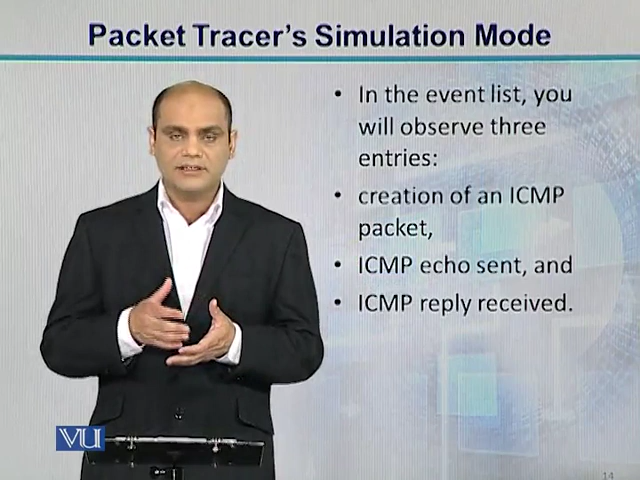 Packet Tracer's Simulation Mode
• In the event list, you
will observe three
entries:
• creation of an ICMP
packet,
• ICMP echo sent, and
• ICMP reply received.
VU
14